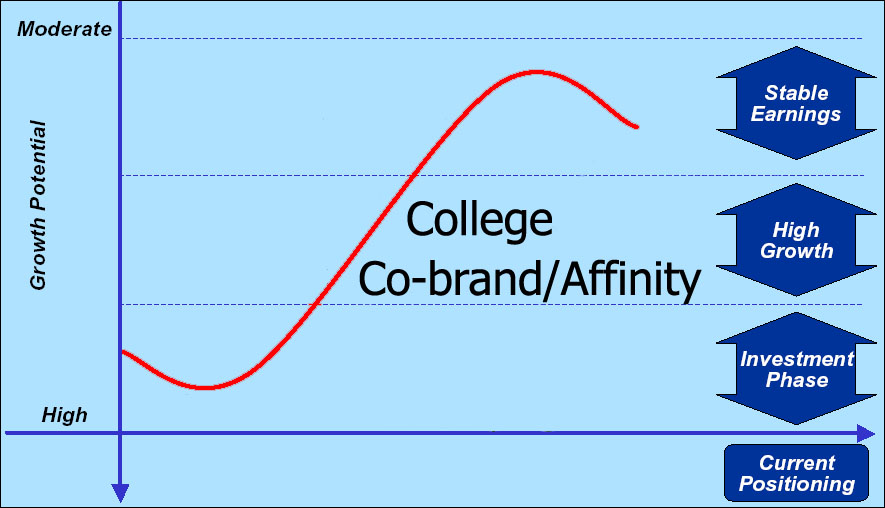 Moderate
Growth Potential
High
College
Co-brand/Affinity
Stable
Earnings
High
Growth
Investment
Phase
Current
Positioning